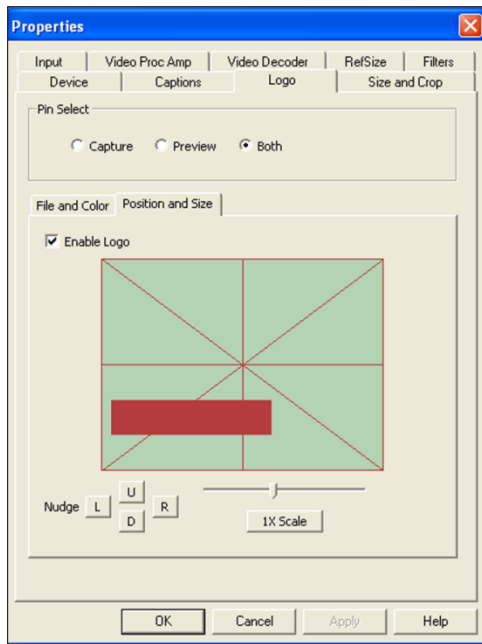 Properties
Input Video Proc Amp Video Decoder RefSize Filters
Device Captions Logo Size and Crop
Pin Select
Capture Preview Both
File and Color Position and Size
Enable Logo
U
Nudge L R
D
1X Scale
OK Cancel Apply Help